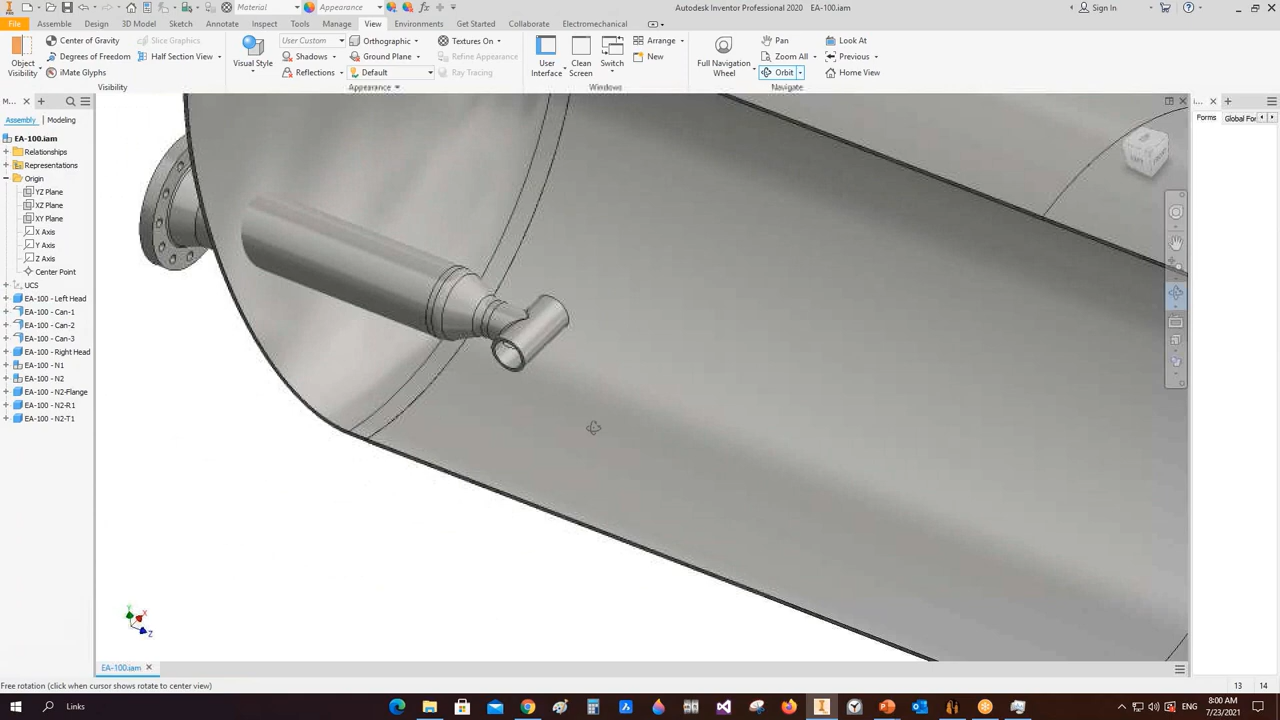 Material
Appearance
Autodesk Inventor Professional 2020 EA-100.iam
Sign In
File Assembly Design 3D Model Sketch Annotate Inspect Tools Manage View Environments Get Started Collaborate Electromechanical
Object Visibility
Center of Gravity
Degrees of Freedom
iMate Glyphs
Slice Graphics
Half Section View
Visibility
Visual Style
User Custom
Shadows
Reflections
Orthographic
Ground Plane
Default
Textures On
Refine Appearance
Ray Tracing
Appearance
User Interface
Clean Screen
Switch
Arrange
New
Windows
Full Navigation Wheel
Pan
Zoom All
Orbit
Look At
Previous
Home View
Navigate
M...
Assembly Modeling
EA-100.iam
Relationships
Representations
Origin
YZ Plane
XZ Plane
XY Plane
X Axis
Y Axis
Z Axis
Center Point
UCS
EA-100 - Left Head
EA-100 - Can-1
EA-100 - Can-2
EA-100 - Can-3
EA-100 - Right Head
EA-100 - N1
EA-100 - N2
EA-100 - N2-Flange
EA-100 - N2-R1
EA-100 - N2-T1
Forms Global For
Y
X
Z
EA-100.iam
Free rotation (click when cursor shows rotate to center view)
13 14
Links
8:00 AM
7/23/2021